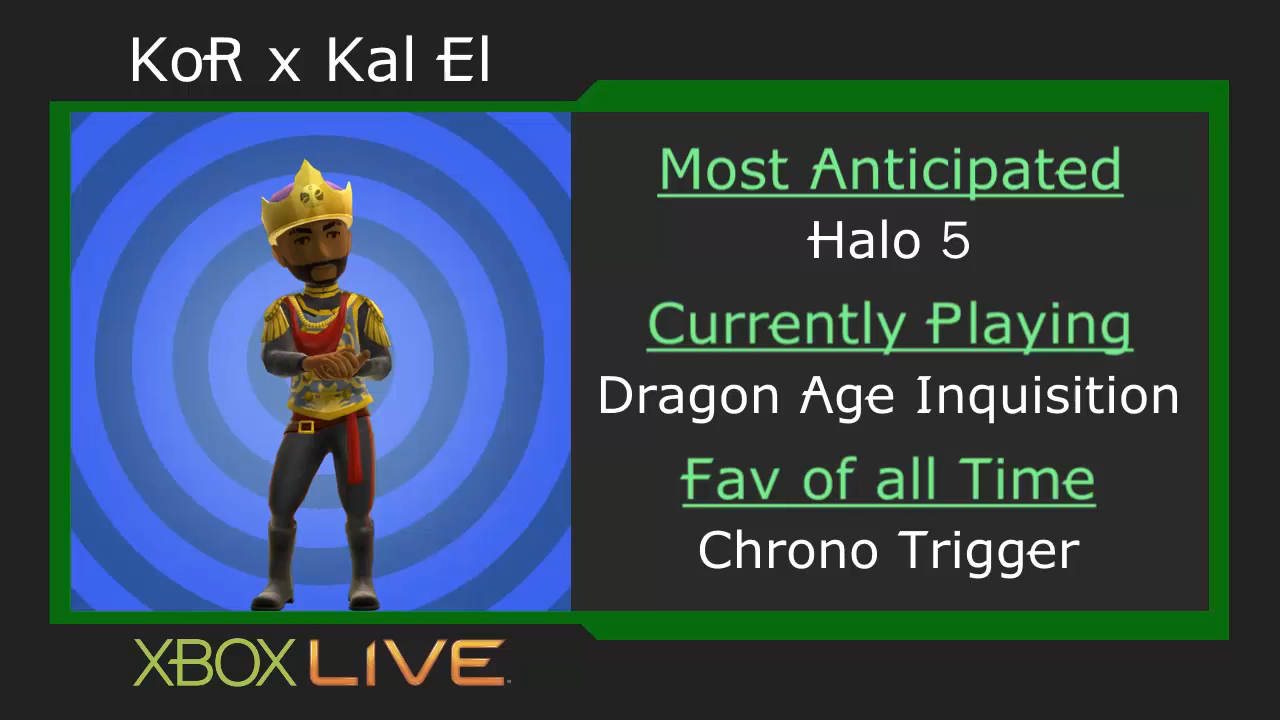 KoR x Kal El
Most Anticipated
Halo 5
Currently Playing
Dragon Age Inquisition
Fav of all Time
Chrono Trigger
XBOX LIVE